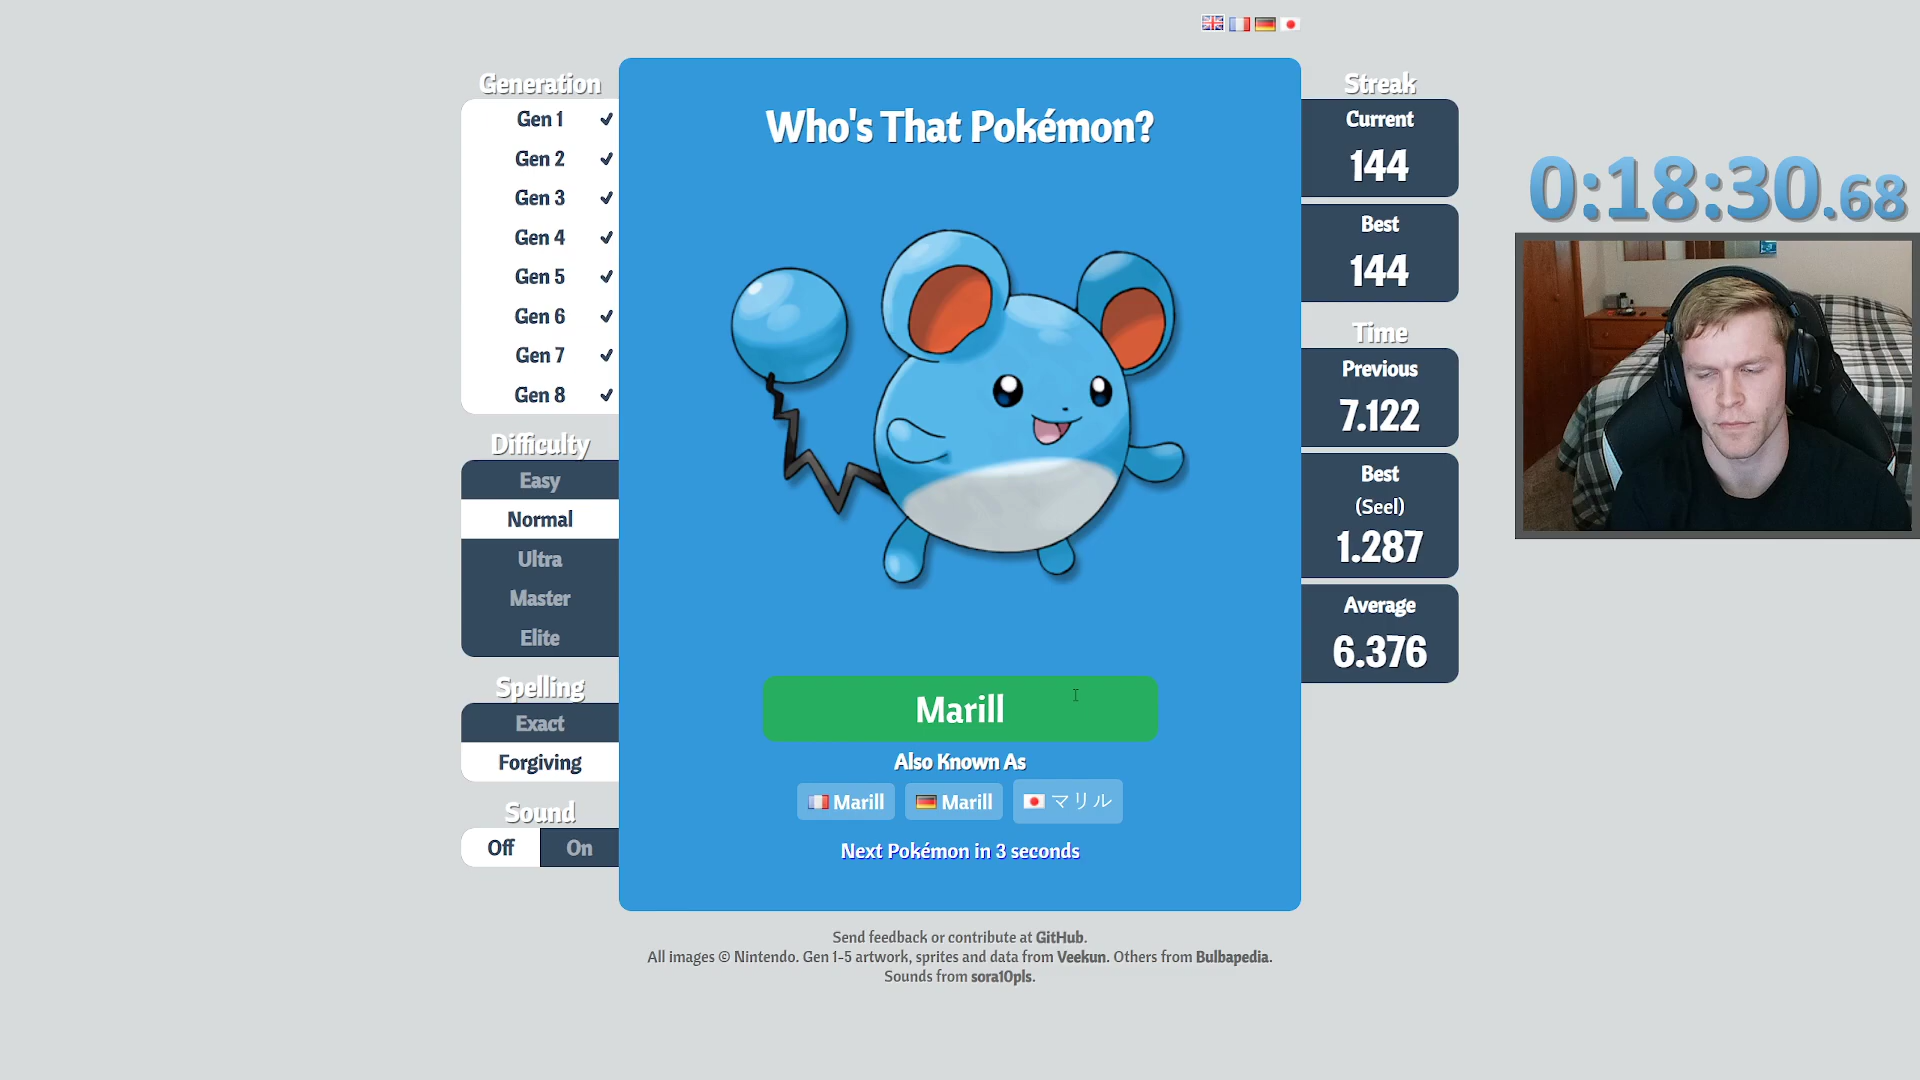 Generation
Gen 1
Gen 2
Gen 3
Gen 4
Gen 5
Gen 6
Gen 7
Gen 8
Difficulty
Easy
Normal
Ultra
Master
Elite
Spelling
Exact
Forgiving
Sound
Off On
Who's That Pokémon?
Marill
Also Known As
Marill Marill マリル
Next Pokémon in 3 seconds
Streak
Current
144
Best
144
Time
Previous
7.122
Best
(Seel)
1.287
Average
6.376
0:18:30.68
Send feedback or contribute at GitHub.
All images © Nintendo. Gen 1-5 artwork, sprites and data from Veekun. Others from Bulbapedia.
Sounds from sora10pls.